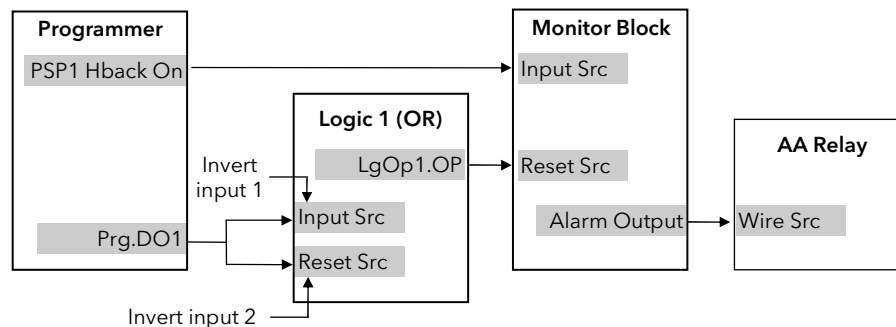 Programmer
PSP1 Hback On
Prg.DO1
Invert
input 1
Invert input 2
Logic 1 (OR)
LgOp1.OP
Input Src
Reset Src
Monitor Block
Input Src
Reset Src
Alarm Output
AA Relay
Wire Src